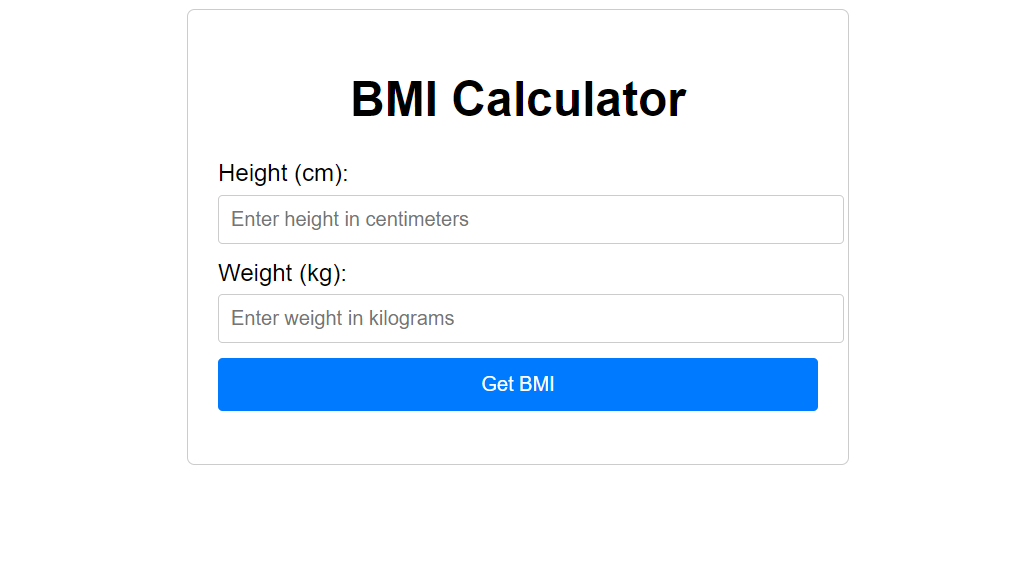 BMI Calculator
Height (cm):
Enter height in centimeters
Weight (kg):
Enter weight in kilograms
Get BMI